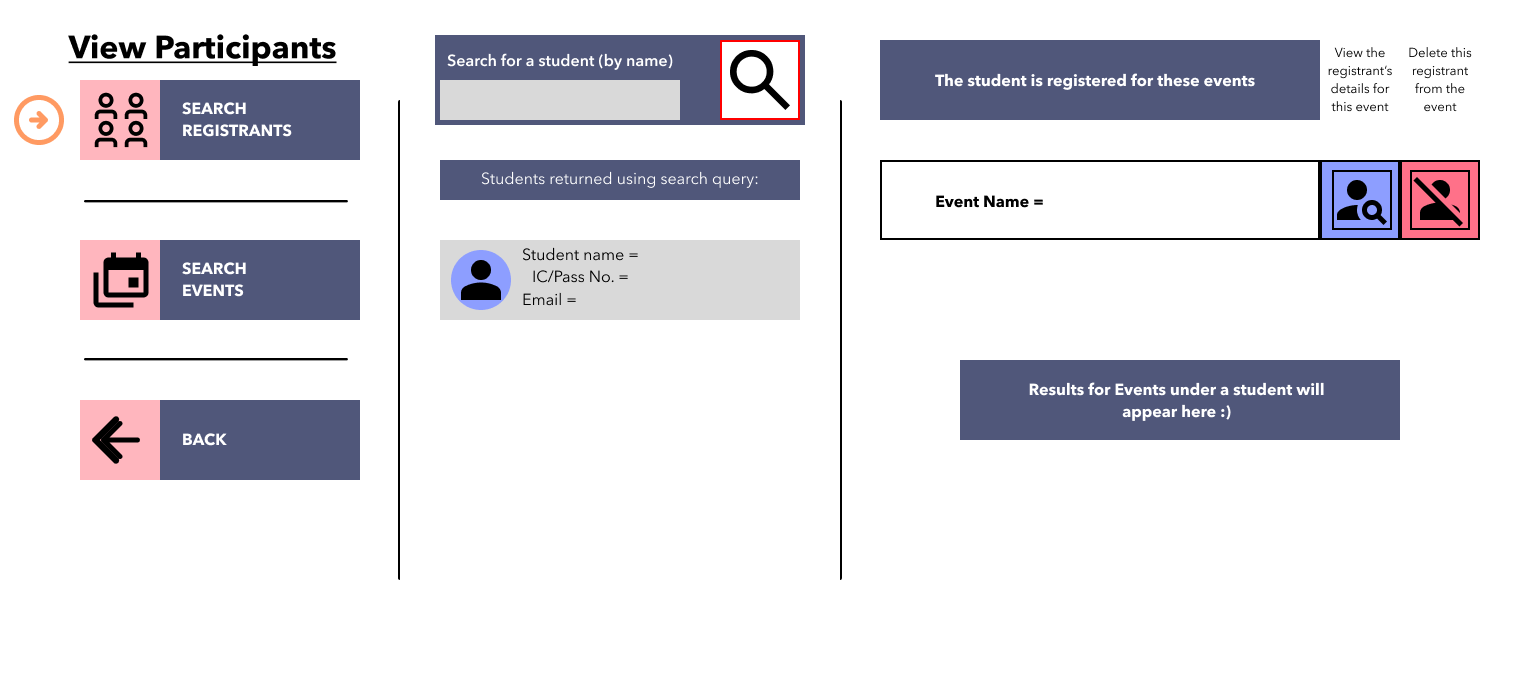 View Participants
SEARCH
REGISTRANTS
SEARCH
EVENTS
BACK
Search for a student (by name)
Students returned using search query:
Student name =
IC/Pass No. =
Email =
The student is registered for these events
View the
registrant's
details for
this event
Delete this
registrant
from the
event
Event Name =
Results for Events under a student will
appear here :)